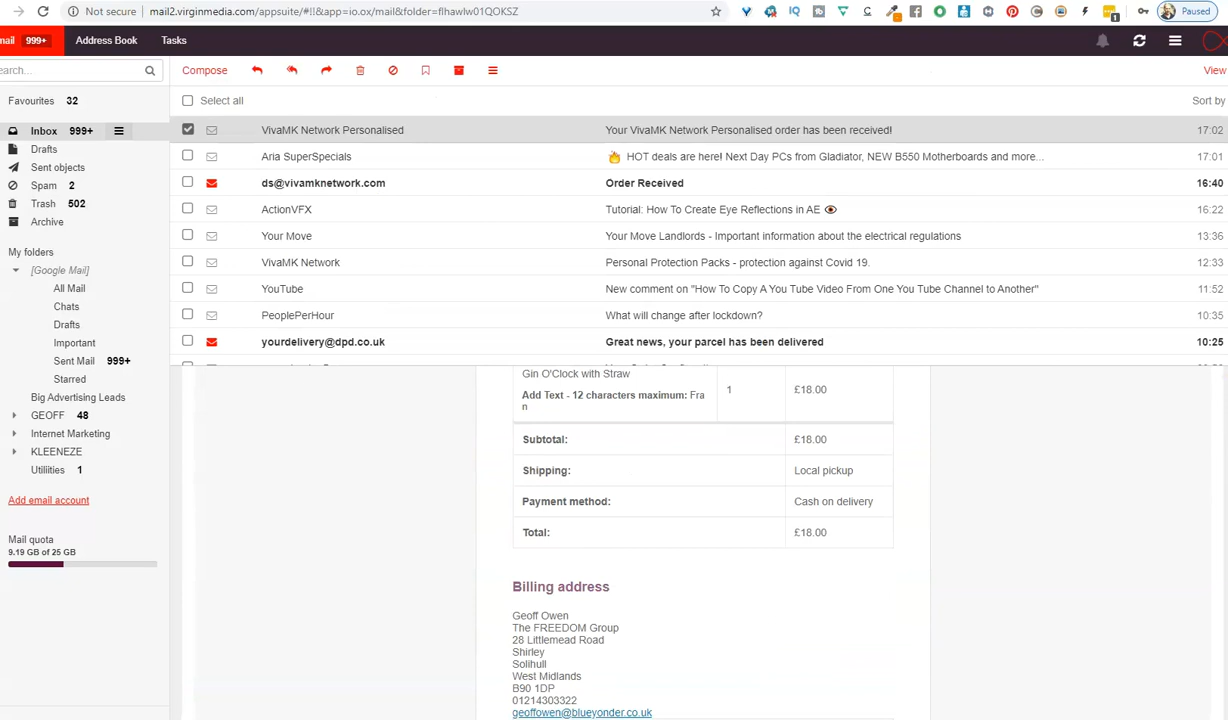 Not secure mail2.virginmedia.com/appsuite/#!!&app=io.ox/mail&folder=flhawlw01QOKSZ Paused
mail 999+ Address Book Tasks
earch... Compose View
Favourites 32 Select all Sort by
Inbox 999+ VivaMK Network Personalised Your VivaMK Network Personalised order has been received! 17:02
Drafts
Aria SuperSpecials 🔥 HOT deals are here! Next Day PCs from Gladiator, NEW B550 Motherboards and more... 17:01
Sent objects
Spam 2 ds@vivamknetwork.com Order Received 16:40
Trash 502 ActionVFX Tutorial: How To Create Eye Reflections in AE 👁 16:22
Archive
Your Move Your Move Landlords - Important information about the electrical regulations 13:36
My folders
[Google Mail] VivaMK Network Personal Protection Packs - protection against Covid 19. 12:33
All Mail YouTube New comment on "How To Copy A You Tube Video From One You Tube Channel to Another" 11:52
Chats
Drafts PeoplePerHour What will change after lockdown? 10:35
Important yourdelivery@dpd.co.uk Great news, your parcel has been delivered 10:25
Sent Mail 999+
Starred
Big Advertising Leads
GEOFF 48
Internet Marketing
KLEENEZE
Utililities 1
Add email account
Mail quota
9.19 GB of 25 GB
Gin O'Clock with Straw
Add Text - 12 characters maximum: Fra
n
1 £18.00
Subtotal: £18.00
Shipping: Local pickup
Payment method: Cash on delivery
Total: £18.00
Billing address
Geoff Owen
The FREEDOM Group
28 Littlemead Road
Shirley
Solihull
West Midlands
B90 1DP
01214303322
geoffowen@blueyonder.co.uk